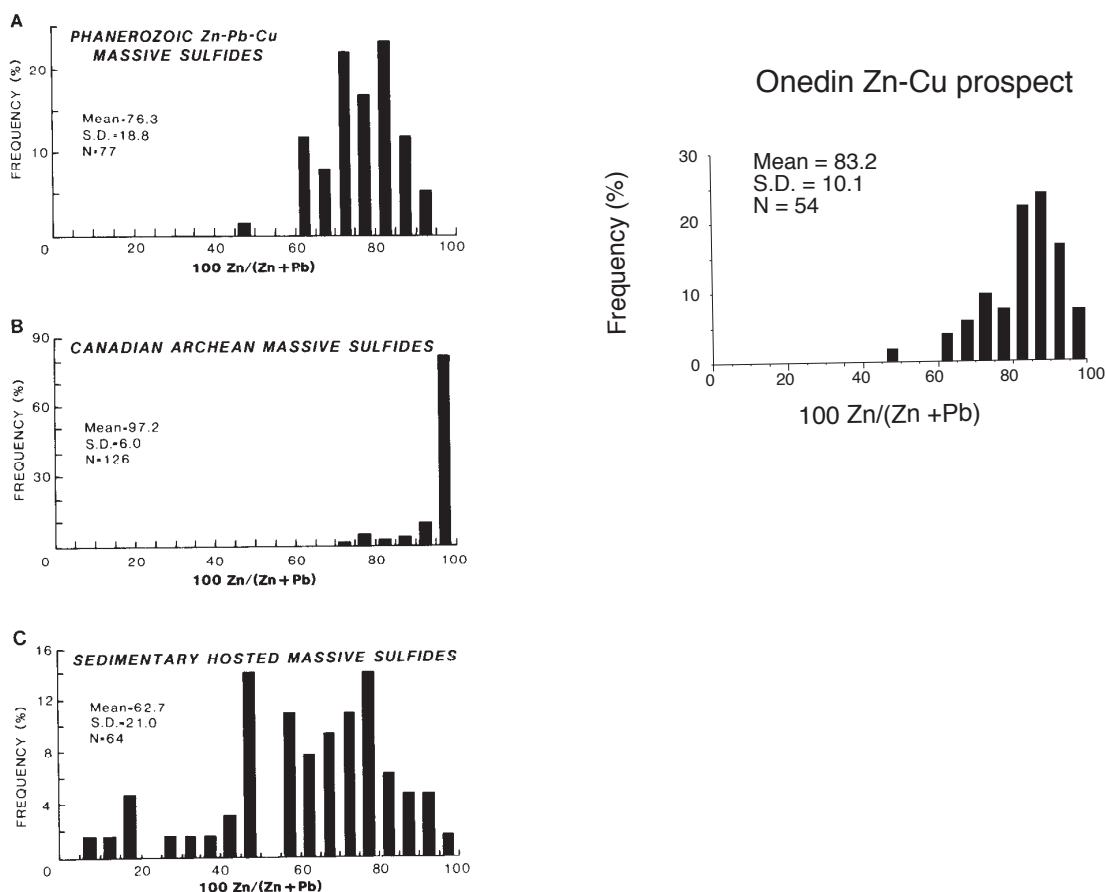 A
PHANEROZOIC Zn-Pb-Cu
MASSIVE SULFIDES
FREQUENCY (%)
20
10
Mean=76.3
S.D.=18.8
N=77
0 20 40 60 80 100
100 Zn/(Zn+Pb)
B
CANADIAN ARCHEAN MASSIVE SULFIDES
FREQUENCY (%)
90
60
30
Mean=97.2
S.D.=6.0
N=126
0 20 40 60 80 100
100 Zn/(Zn+Pb)
C
SEDIMENTARY HOSTED MASSIVE SULFIDES
FREQUENCY (%)
16
12
8
4
Mean=62.7
S.D.=21.0
N=64
0 20 40 60 80 100
100 Zn/(Zn+Pb)
Onedin Zn-Cu prospect
Frequency (%)
30
20
10
0
Mean = 83.2
S.D. = 10.1
N = 54
0 20 40 60 80 100
100 Zn/(Zn +Pb)